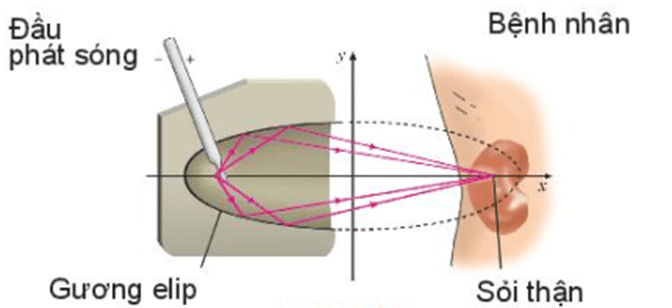 Đầu
phát sóng
Bệnh nhân
- +
y
x
Gương elip
Sỏi thận